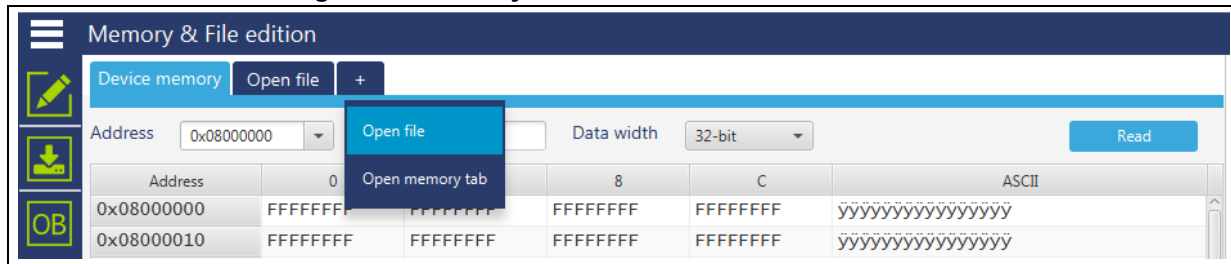 Memory & File edition
Device memory Open file +
Address 0x08000000 Open file Data width 32-bit Read
Address 0 Open memory tab 8 C ASCII
0x08000000 FFFFFFFF FFFFFFFF FFFFFFFF FFFFFFFF ÿÿÿÿÿÿÿÿÿÿÿÿÿÿÿÿ
OB
0x08000010 FFFFFFFF FFFFFFFF FFFFFFFF FFFFFFFF ÿÿÿÿÿÿÿÿÿÿÿÿÿÿÿÿ